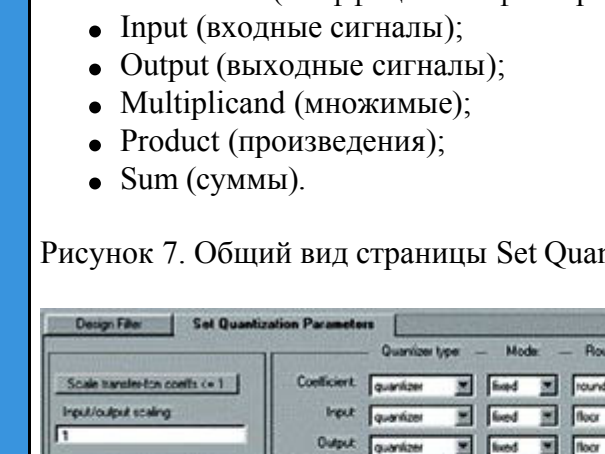 • Input (входные сигналы);
• Output (выходные сигналы);
• Multiplicand (множимые);
• Product (произведения);
• Sum (суммы).
Рисунок 7. Общий вид страницы Set Quan
Design Filter Set Quantization Parameters
Quantizer type: Mode: Rou
Scale transfer-fcn coeffs <= 1 Coefficient: quantizer fixed round
Input/output scaling: Input: quantizer fixed floor
1
Output: quantizer fixed floor